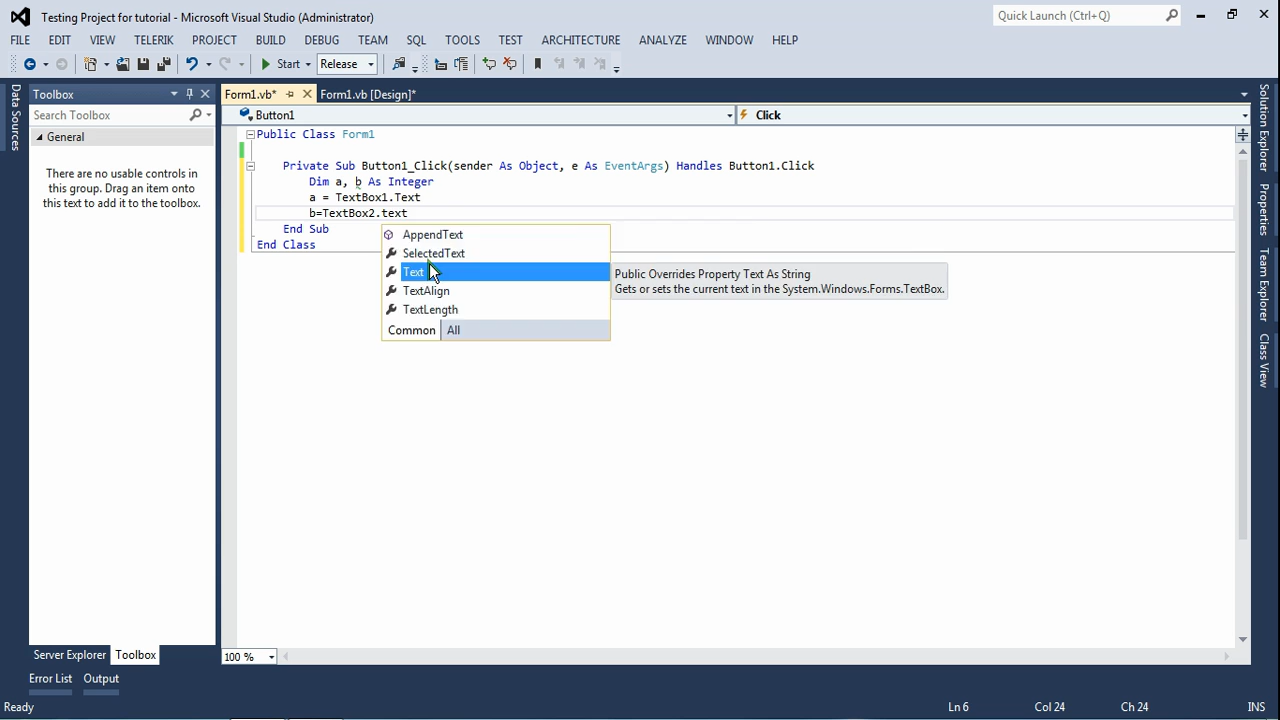 Testing Project for tutorial - Microsoft Visual Studio (Administrator)
Quick Launch (Ctrl+Q)
FILE EDIT VIEW TELERIK PROJECT BUILD DEBUG TEAM SQL TOOLS TEST ARCHITECTURE ANALYZE WINDOW HELP
Start Release
Data Sources
Toolbox
Search Toolbox
General
There are no usable controls in
this group. Drag an item onto
this text to add it to the toolbox.
Server Explorer Toolbox
Form1.vb* Form1.vb [Design]*
Button1 Click
Public Class Form1
Private Sub Button1_Click(sender As Object, e As EventArgs) Handles Button1.Click
Dim a, b As Integer
a = TextBox1.Text
b=TextBox2.text
End Sub
End Class
AppendText
SelectedText
Text
TextAlign
TextLength
Common All
Public Overrides Property Text As String
Gets or sets the current text in the System.Windows.Forms.TextBox.
Solution Explorer
Properties
Team Explorer
Class View
100 %
Error List Output
Ready Ln 6 Col 24 Ch 24 INS